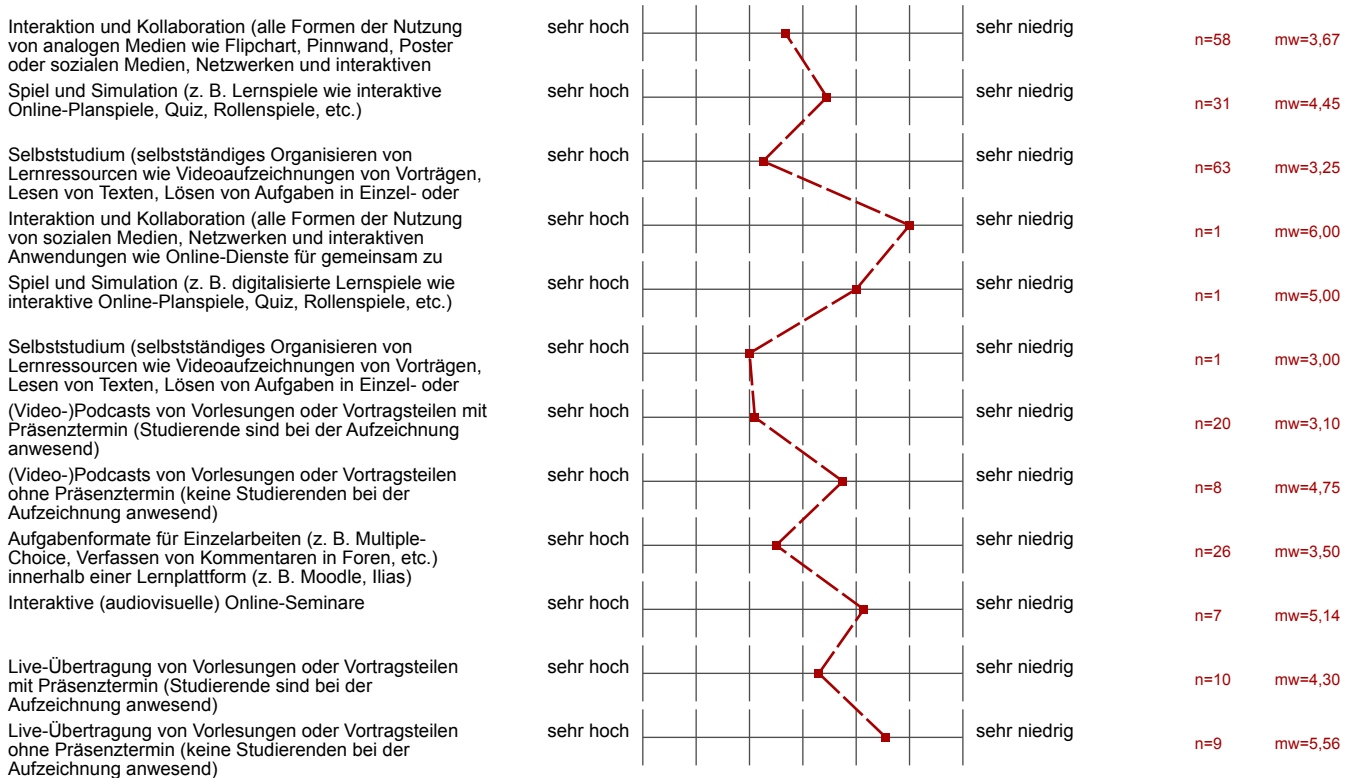 Interaktion und Kollaboration (alle Formen der Nutzung
von analogen Medien wie Flipchart, Pinnwand, Poster
oder sozialen Medien, Netzwerken und interaktiven
sehr hoch
sehr niedrig
n=58
mw=3,67
Spiel und Simulation (z. B. Lernspiele wie interaktive
Online-Planspiele, Quiz, Rollenspiele, etc.)
sehr hoch
sehr niedrig
n=31
mw=4,45
Selbststudium (selbstständiges Organisieren von
Lernressourcen wie Videoaufzeichnungen von Vorträgen,
Lesen von Texten, Lösen von Aufgaben in Einzel- oder
sehr hoch
sehr niedrig
n=63
mw=3,25
Interaktion und Kollaboration (alle Formen der Nutzung
von sozialen Medien, Netzwerken und interaktiven
Anwendungen wie Online-Dienste für gemeinsam zu
sehr hoch
sehr niedrig
n=1
mw=6,00
Spiel und Simulation (z. B. digitalisierte Lernspiele wie
interaktive Online-Planspiele, Quiz, Rollenspiele, etc.)
sehr hoch
sehr niedrig
n=1
mw=5,00
Selbststudium (selbstständiges Organisieren von
Lernressourcen wie Videoaufzeichnungen von Vorträgen,
Lesen von Texten, Lösen von Aufgaben in Einzel- oder
sehr hoch
sehr niedrig
n=1
mw=3,00
(Video-)Podcasts von Vorlesungen oder Vortragsteilen mit
Präsenztermin (Studierende sind bei der Aufzeichnung
anwesend)
sehr hoch
sehr niedrig
n=20
mw=3,10
(Video-)Podcasts von Vorlesungen oder Vortragsteilen
ohne Präsenztermin (keine Studierenden bei der
Aufzeichnung anwesend)
sehr hoch
sehr niedrig
n=8
mw=4,75
Aufgabenformate für Einzelarbeiten (z. B. Multiple-
Choice, Verfassen von Kommentaren in Foren, etc.)
innerhalb einer Lernplattform (z. B. Moodle, Ilias)
sehr hoch
sehr niedrig
n=26
mw=3,50
Interaktive (audiovisuelle) Online-Seminare
sehr hoch
sehr niedrig
n=7
mw=5,14
Live-Übertragung von Vorlesungen oder Vortragsteilen
mit Präsenztermin (Studierende sind bei der
Aufzeichnung anwesend)
sehr hoch
sehr niedrig
n=10
mw=4,30
Live-Übertragung von Vorlesungen oder Vortragsteilen
ohne Präsenztermin (keine Studierenden bei der
Aufzeichnung anwesend)
sehr hoch
sehr niedrig
n=9
mw=5,56